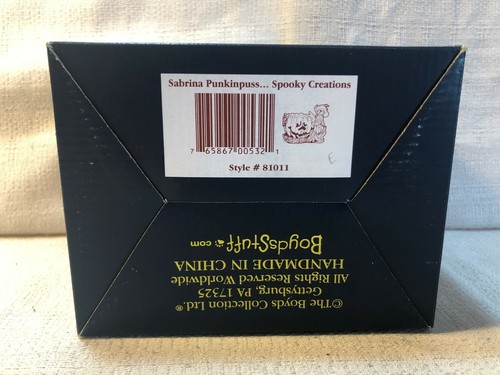 Sabrina Punkinpuss... Spooky Creations
7 65867 00532 1
Style # 81011
E
©The Boyds Collection Ltd.®
Gettysburg, PA 17325
All Rights Reserved Worldwide
HANDMADE IN CHINA
BoydsStuff.com